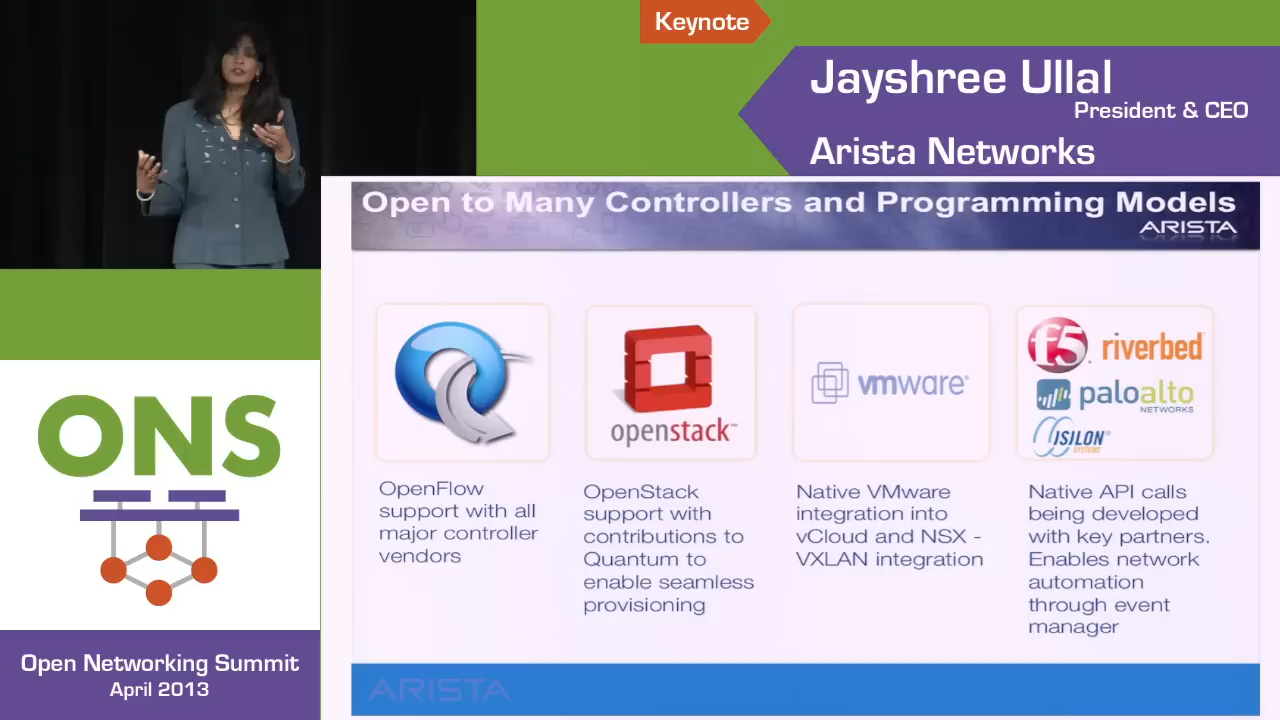 Keynote
Jayshree Ullal
President & CEO
Arista Networks
Open to Many Controllers and Programming Models
ARISTA
openstack™
vmware®
f5
riverbed
paloalto
NETWORKS
ISILON®
SYSTEMS
OpenFlow
support with all
major controller
vendors
OpenStack
support with
contributions to
Quantum to
enable seamless
provisioning
Native VMware
integration into
vCloud and NSX -
VXLAN integration
Native API calls
being developed
with key partners.
Enables network
automation
through event
manager
ARISTA
ONS
Open Networking Summit
April 2013